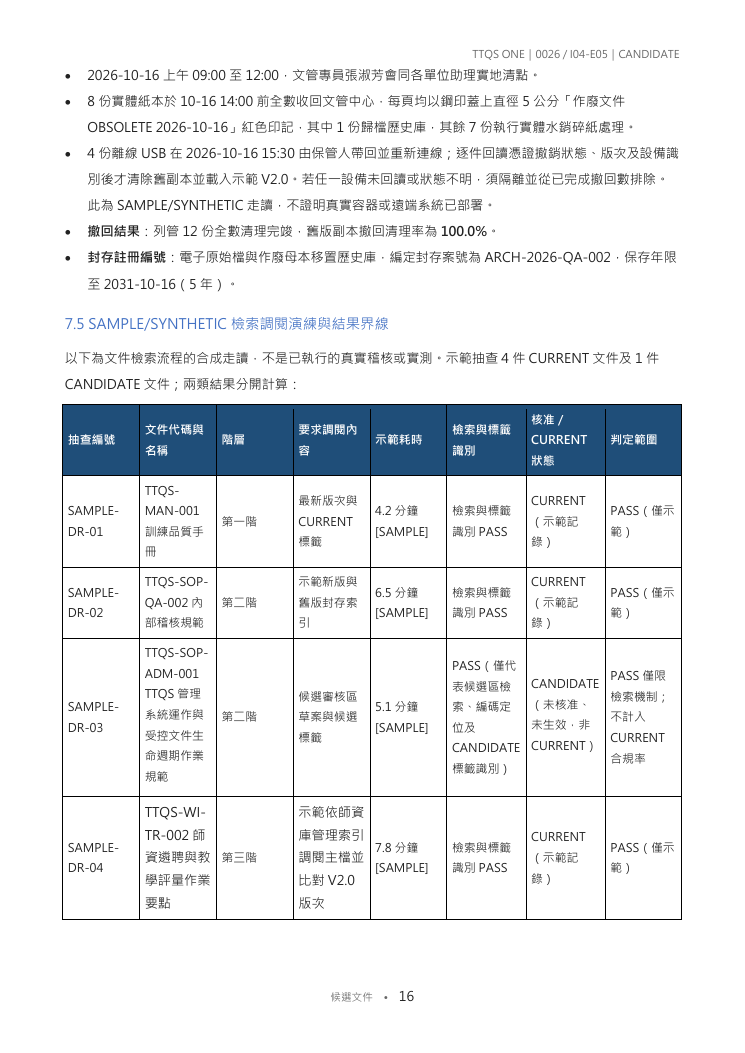 TTQS ONE | 0026 / I04-E05 | CANDIDATE
• 2026-10-16 上午 09:00 至 12:00，文管專員張淑芳會同各單位助理實地清點。
• 8 份實體紙本於 10-16 14:00 前全數收回文管中心，每頁均以鋼印蓋上直徑 5 公分「作廢文件
OBSOLETE 2026-10-16」紅色印記，其中 1 份歸檔歷史庫，其餘 7 份執行實體水銷碎紙處理。
• 4 份離線 USB 在 2026-10-16 15:30 由保管人帶回並重新連線；逐件回讀憑證撤銷狀態、版次及設備識
別後才清除舊副本並載入示範 V2.0。若任一設備未回讀或狀態不明，須隔離並從已完成撤回數排除。
此為 SAMPLE/SYNTHETIC 走讀，不證明真實容器或遠端系統已部署。
• 撤回結果：列管 12 份全數清理完竣，舊版副本撤回清理率為 100.0%。
• 封存註冊編號：電子原始檔與作廢母本移置歷史庫，編定封存案號為 ARCH-2026-QA-002，保存年限
至 2031-10-16（5 年）。
7.5 SAMPLE/SYNTHETIC 檢索調閱演練與結果界線
以下為文件檢索流程的合成走讀，不是已執行的真實稽核或實測。示範抽查 4 件 CURRENT 文件及 1 件
CANDIDATE 文件；兩類結果分開計算：
抽查編號
文件代碼與
名稱
階層
要求調閱內
容
示範耗時
檢索與標籤
識別
核准 /
CURRENT
狀態
判定範圍
SAMPLE-
DR-01
TTQS-
MAN-001
訓練品質手
冊
第一階
最新版次與
CURRENT
標籤
4.2 分鐘
[SAMPLE]
檢索與標籤
識別 PASS
CURRENT
（示範記
錄）
PASS（僅示
範）
SAMPLE-
DR-02
TTQS-SOP-
QA-002 內
部稽核規範
第二階
示範新版與
舊版封存索
引
6.5 分鐘
[SAMPLE]
檢索與標籤
識別 PASS
CURRENT
（示範記
錄）
PASS（僅示
範）
SAMPLE-
DR-03
TTQS-SOP-
ADM-001
TTQS 管理
系統運作與
受控文件生
命週期作業
規範
第二階
候選審核區
草案與候選
標籤
5.1 分鐘
[SAMPLE]
PASS（僅代
表候選區檢
索、編碼定
位及
CANDIDATE
標籤識別）
CANDIDATE
（未核准、
未生效，非
CURRENT）
PASS 僅限
檢索機制；
不計入
CURRENT
合規率
SAMPLE-
DR-04
TTQS-WI-
TR-002 師
資遴聘與教
學評量作業
要點
第三階
示範依師資
庫管理索引
調閱主檔並
比對 V2.0
版次
7.8 分鐘
[SAMPLE]
檢索與標籤
識別 PASS
CURRENT
（示範記
錄）
PASS（僅示
範）
候選文件 • 16